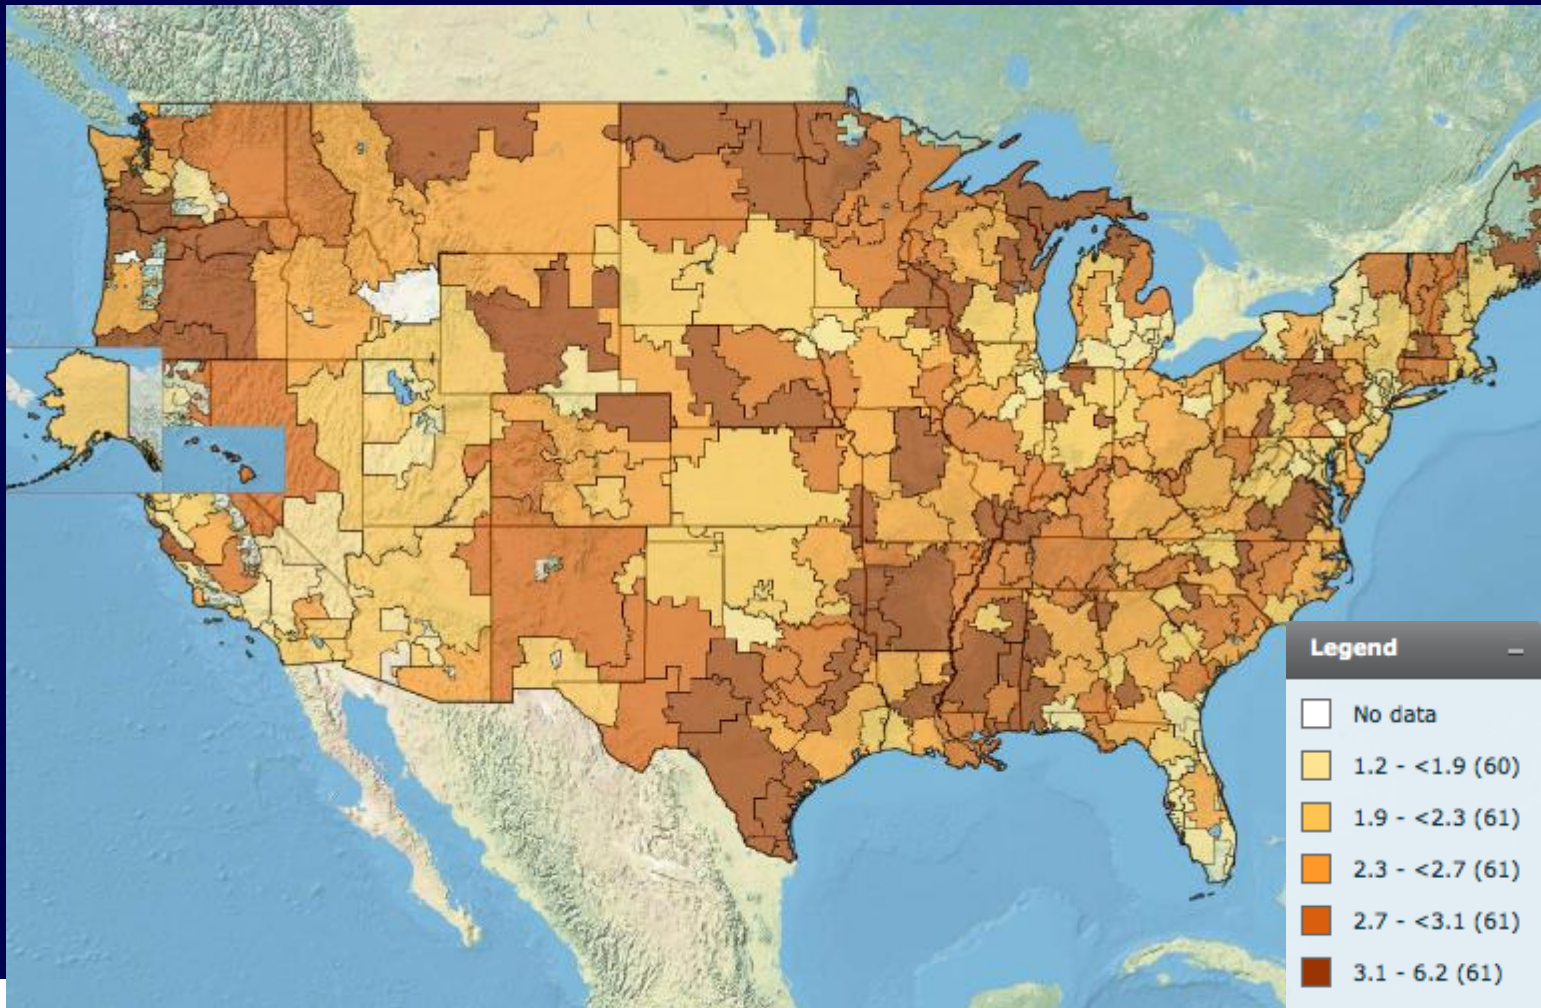 Legend
No data
1.2 - <1.9 (60)
1.9 - <2.3 (61)
2.3 - <2.7 (61)
2.7 - <3.1 (61)
3.1 - 6.2 (61)